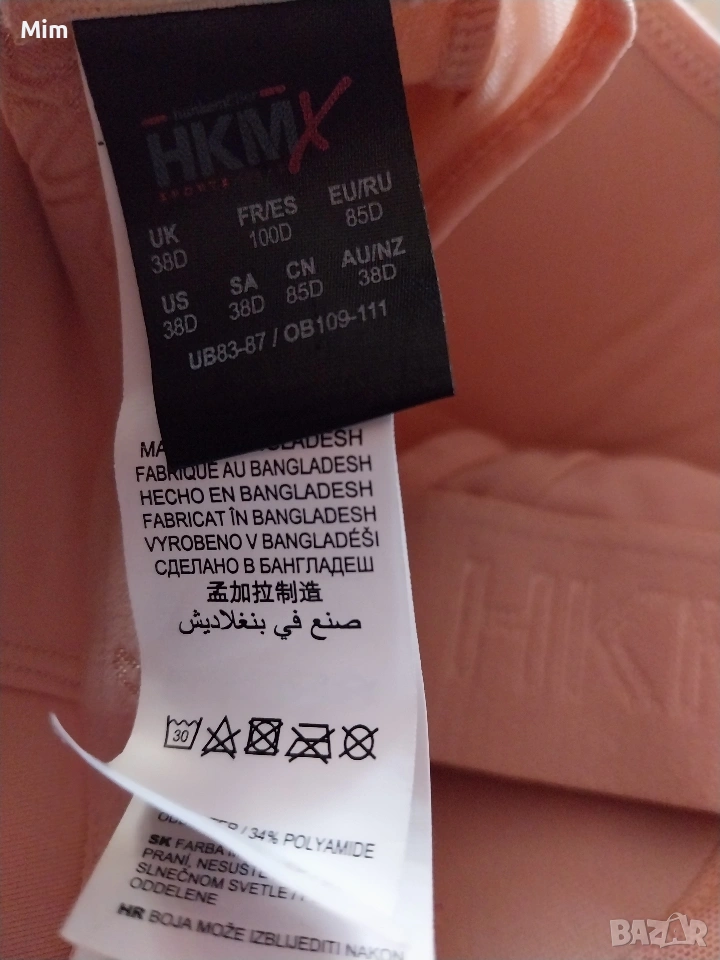 Mim
HKMX
SPORTS
UK
38D
FR/ES
100D
EU/RU
85D
US
38D
SA
38D
CN
85D
AU/NZ
38D
UB83-87 / OB109-111
BANGLADESH
FABRIQUE AU BANGLADESH
HECHO EN BANGLADESH
FABRICAT ÎN BANGLADESH
VYROBENO V BANGLADÉŠI
СДЕЛАНО В БАНГЛАДЕШ
孟加拉制造
صنع في بنغلاديش
30
/ 34% POLYAMIDE
SK FARBA
PRANÍ, NESUŠTE
SLNEČNOM SVETLE
ODDELENE
HR BOJA MOŽE IZBLIJEDITI NAKON
HKM
BAZAR